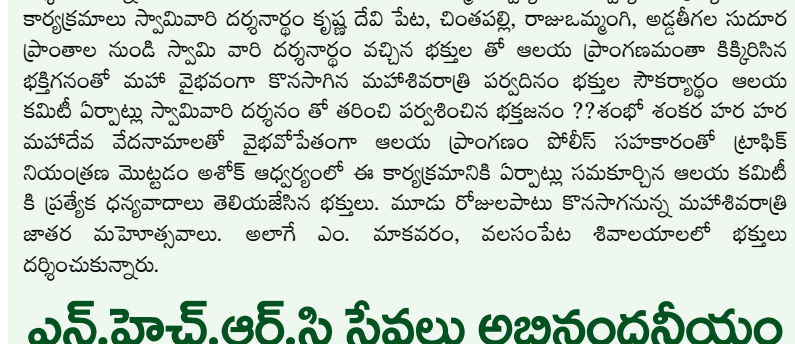 కార్యక్రమాలు స్వామివారి దర్శనార్థం కృష్ణ దేవి పేట, చింతపల్లి, రాజుఒమ్మంగి, అడ్డతీగల సుదూర
ప్రాంతాల నుండి స్వామి వారి దర్శనార్థం వచ్చిన భక్తుల తో ఆలయ ప్రాంగణమంతా కిక్కిరిసిన
భక్తిగనంతో మహా వైభవంగా కొనసాగిన మహాశివరాత్రి పర్వదినం భక్తుల సౌకర్యార్థం ఆలయ
కమిటీ ఏర్పాట్లు స్వామివారి దర్శనం తో తరించి పర్వశించిన భక్తజనం ??శంభో శంకర హర హర
మహాదేవ వేదనామాలతో వైభవోపేతంగా ఆలయ ప్రాంగణం పోలీస్ సహకారంతో ట్రాఫిక్
నియంత్రణ మొట్టడం అశోక్ ఆధ్వర్యంలో ఈ కార్యక్రమానికి ఏర్పాట్లు సమకూర్చిన ఆలయ కమిటీ
కి ప్రత్యేక ధన్యవాదాలు తెలియజేసిన భక్తులు. మూడు రోజులపాటు కొనసాగనున్న మహాశివరాత్రి
జాతర మహెూత్సవాలు. అలాగే ఎం. మాకవరం, వలసంపేట శివాలయాలలో భక్తులు
దర్శించుకున్నారు.
ఎన్.హెచ్.ఆర్.సి సేవలు అభినందనీయం